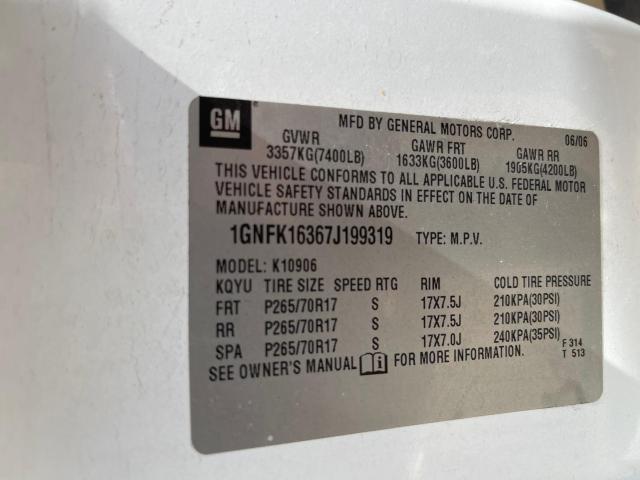 GM
MFD BY GENERAL MOTORS CORP. 06/06
GVWR GAWR FRT GAWR RR
3357KG(7400LB) 1633KG(3600LB) 1905KG(4200LB)
THIS VEHICLE CONFORMS TO ALL APPLICABLE U.S. FEDERAL MOTOR
VEHICLE SAFETY STANDARDS IN EFFECT ON THE DATE OF
MANUFACTURE SHOWN ABOVE.
1GNFK16367J199319 TYPE: M.P.V.
MODEL: K10906
KQYU TIRE SIZE SPEED RTG RIM COLD TIRE PRESSURE
FRT P265/70R17 S 17X7.5J 210KPA(30PSI)
RR P265/70R17 S 17X7.5J 210KPA(30PSI)
SPA P265/70R17 S 17X7.0J 240KPA(35PSI)
SEE OWNER'S MANUAL FOR MORE INFORMATION.
F 314
T 513